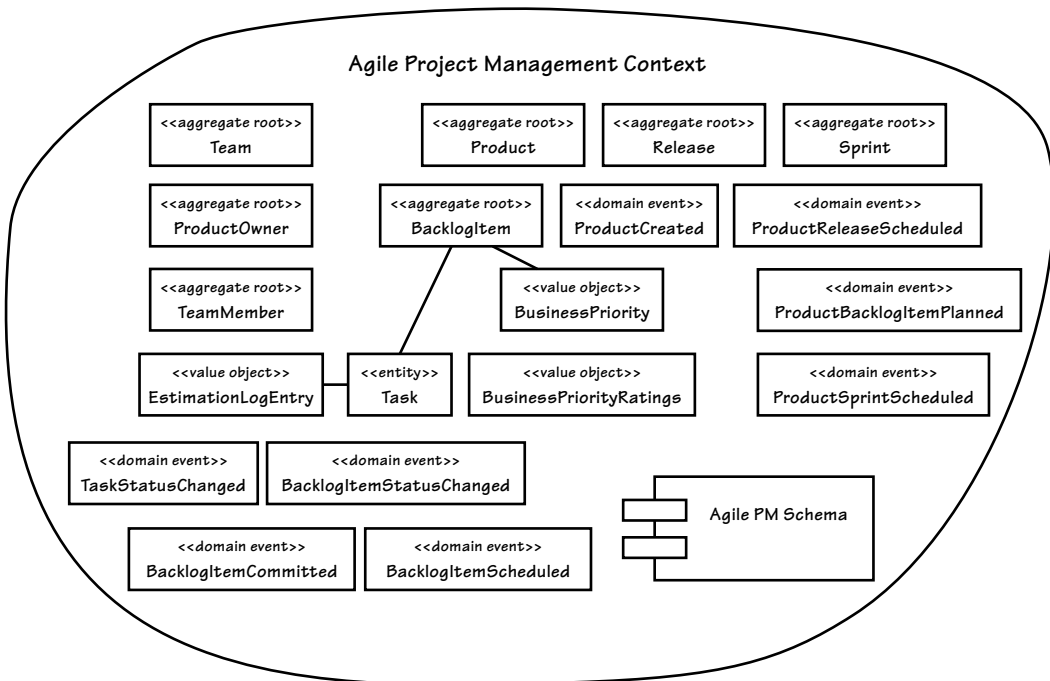 Agile Project Management Context
<<aggregate root>>
Team
<<aggregate root>>
Product
<<aggregate root>>
Release
<<aggregate root>>
Sprint
<<aggregate root>>
ProductOwner
<<aggregate root>>
BacklogItem
<<domain event>>
ProductCreated
<<domain event>>
ProductReleaseScheduled
<<aggregate root>>
TeamMember
<<value object>>
BusinessPriority
<<domain event>>
ProductBacklogItemPlanned
<<value object>>
EstimationLogEntry
<<entity>>
Task
<<value object>>
BusinessPriorityRatings
<<domain event>>
ProductSprintScheduled
<<domain event>>
TaskStatusChanged
<<domain event>>
BacklogItemStatusChanged
Agile PM Schema
<<domain event>>
BacklogItemCommitted
<<domain event>>
BacklogItemScheduled